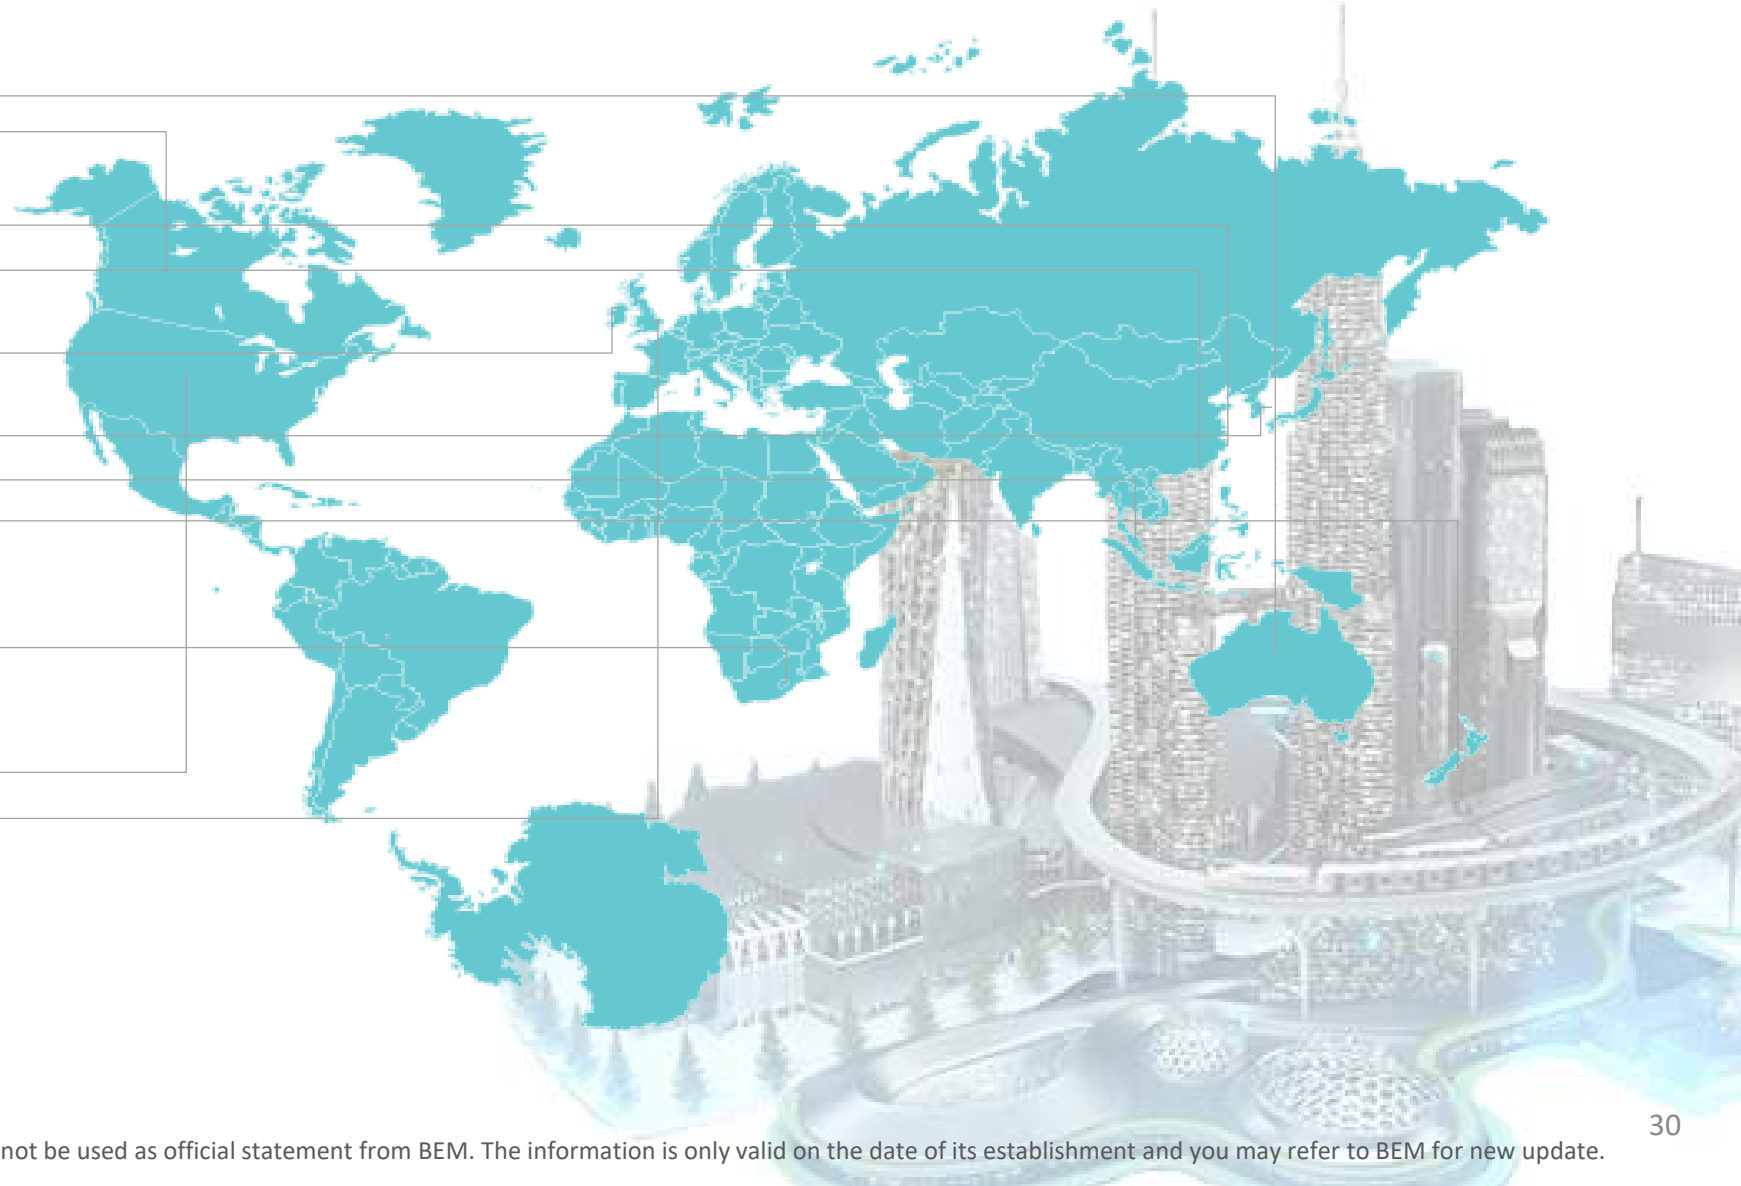 30
not be used as official statement from BEM. The information is only valid on the date of its establishment and you may refer to BEM for new update.